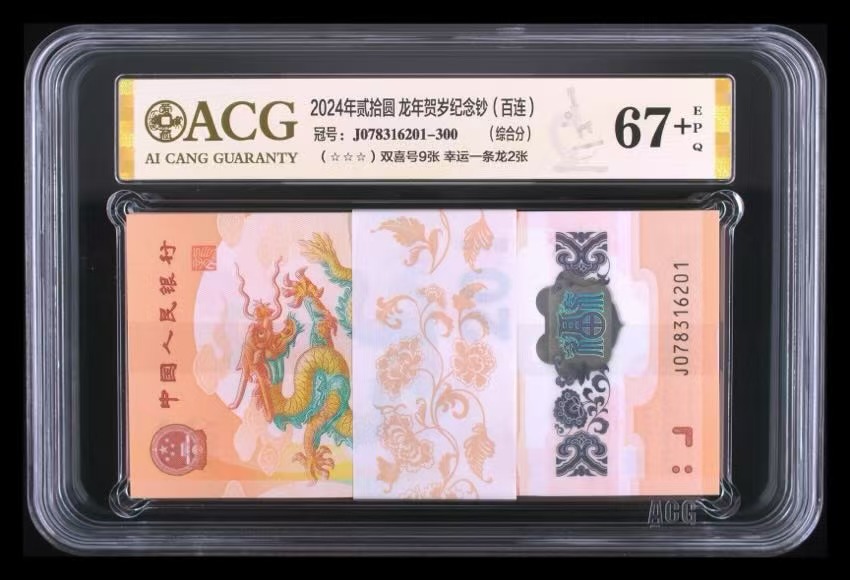 ACG
AI CANG GUARANTY
2024年贰拾圆 龙年贺岁纪念钞（百连）
冠号：J078316201-300 （综合分）
（☆☆☆）双喜号9张 幸运一条龙2张
67+
EPQ
中国人民银行
J078316201
ACG